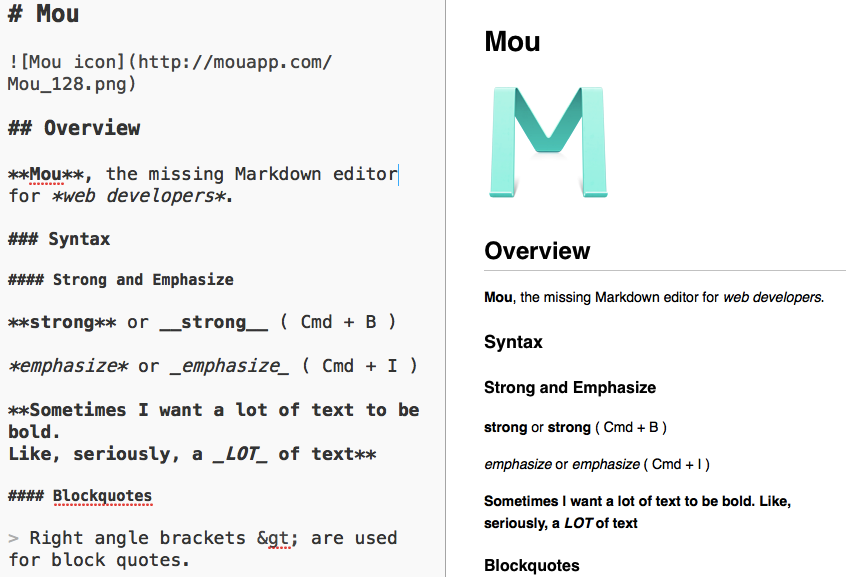 # Mou
![Mou icon](http://mouapp.com/
Mou_128.png)
## Overview
**Mou**, the missing Markdown editor
for *web developers*.
### Syntax
#### Strong and Emphasize
**strong** or __strong__ ( Cmd + B )
*emphasize* or _emphasize_ ( Cmd + I )
**Sometimes I want a lot of text to be
bold.
Like, seriously, a _LOT_ of text**
#### Blockquotes
> Right angle brackets &gt; are used
for block quotes.
Mou
M
Overview
Mou, the missing Markdown editor for web developers.
Syntax
Strong and Emphasize
strong or strong ( Cmd + B )
emphasize or emphasize ( Cmd + I )
Sometimes I want a lot of text to be bold. Like,
seriously, a LOT of text
Blockquotes